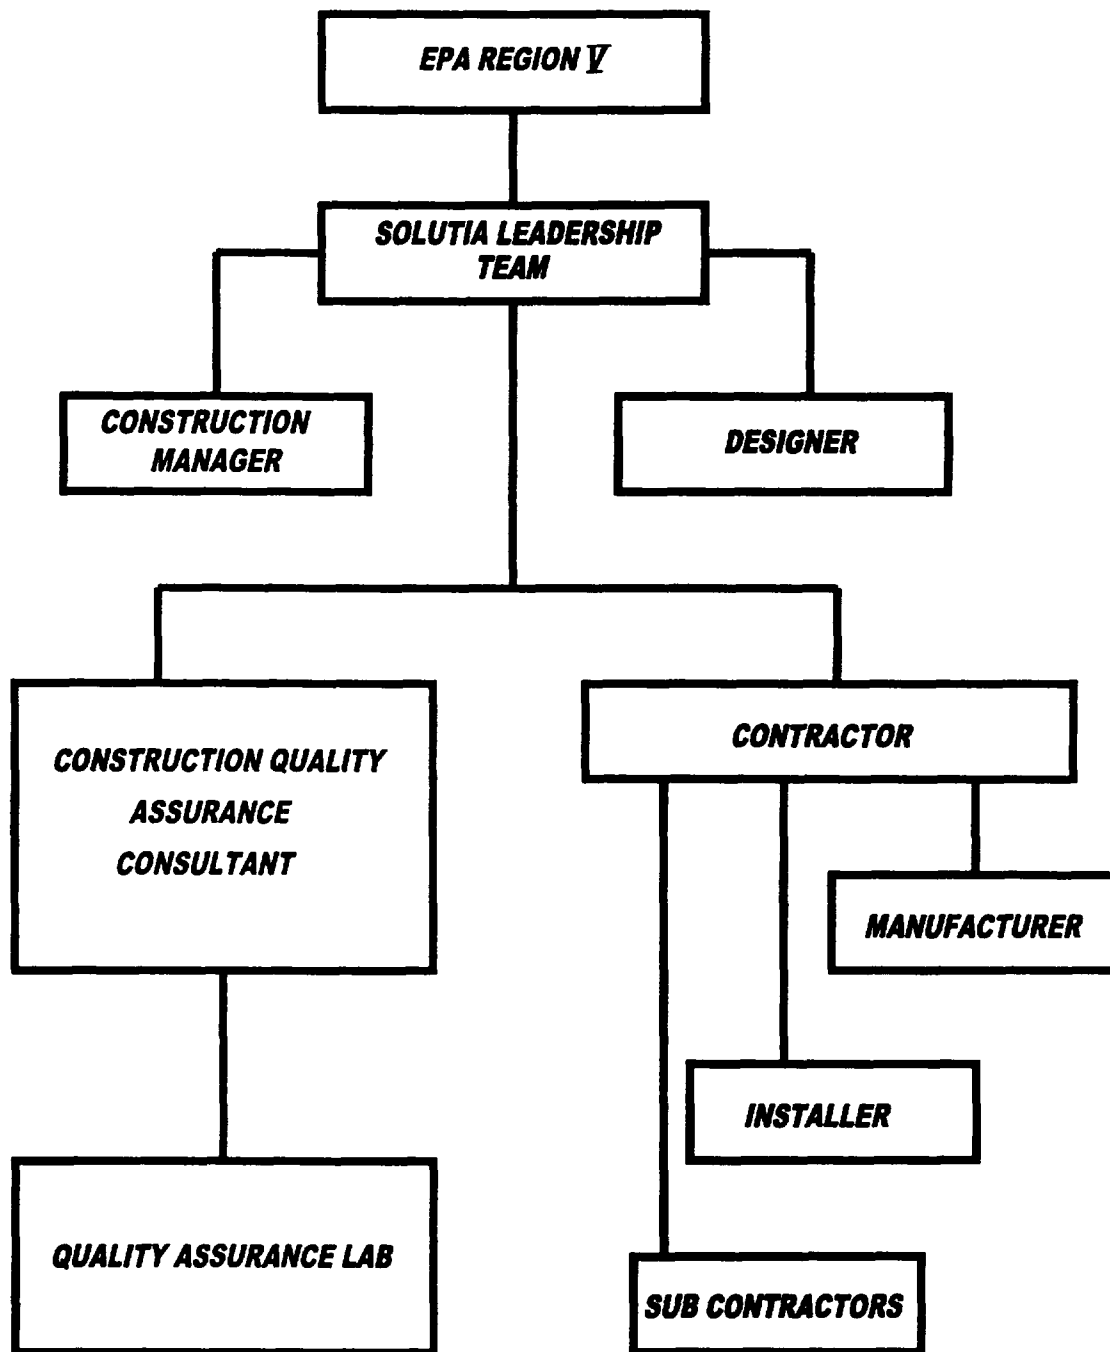 EPA REGION V
SOLUTIA LEADERSHIP
TEAM
CONSTRUCTION
MANAGER
DESIGNER
CONSTRUCTION QUALITY
ASSURANCE
CONSULTANT
CONTRACTOR
MANUFACTURER
INSTALLER
QUALITY ASSURANCE LAB
SUB CONTRACTORS